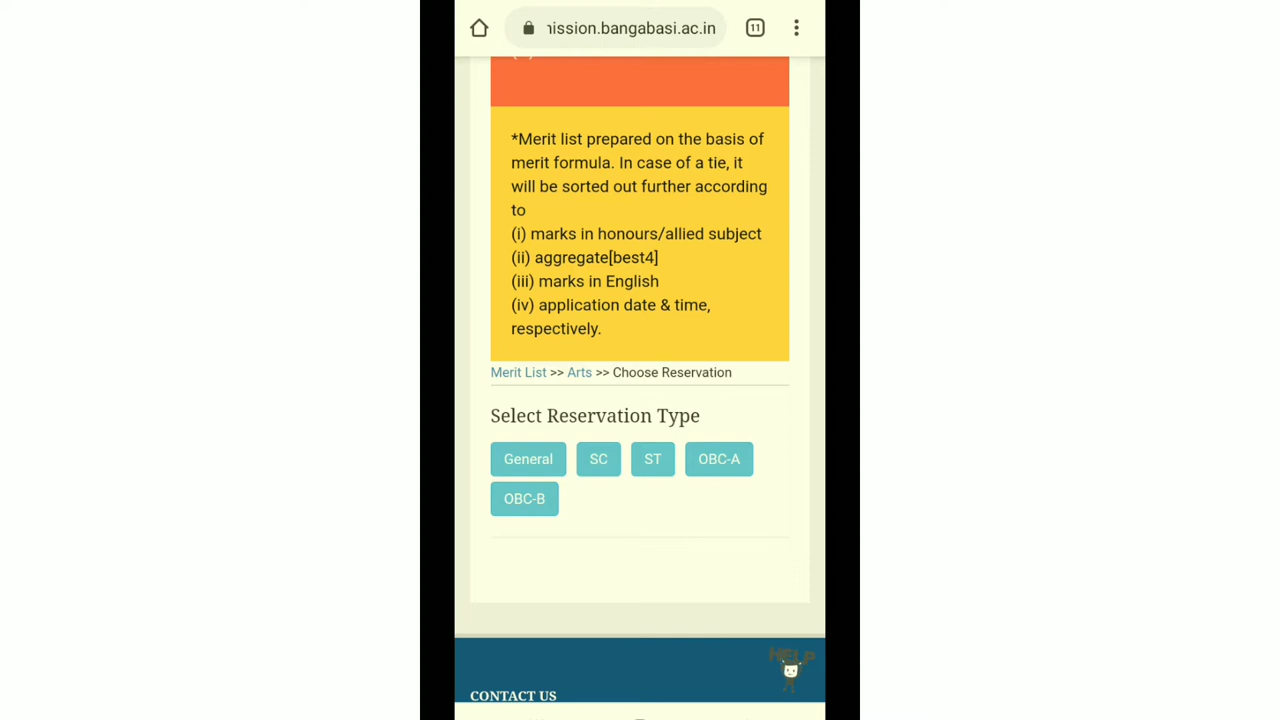 nission.bangabasi.ac.in
11
*Merit list prepared on the basis of
merit formula. In case of a tie, it
will be sorted out further according
to
(i) marks in honours/allied subject
(ii) aggregate[best4]
(iii) marks in English
(iv) application date & time,
respectively.
Merit List >> Arts >> Choose Reservation
Select Reservation Type
General SC ST OBC-A
OBC-B
HELP
CONTACT US